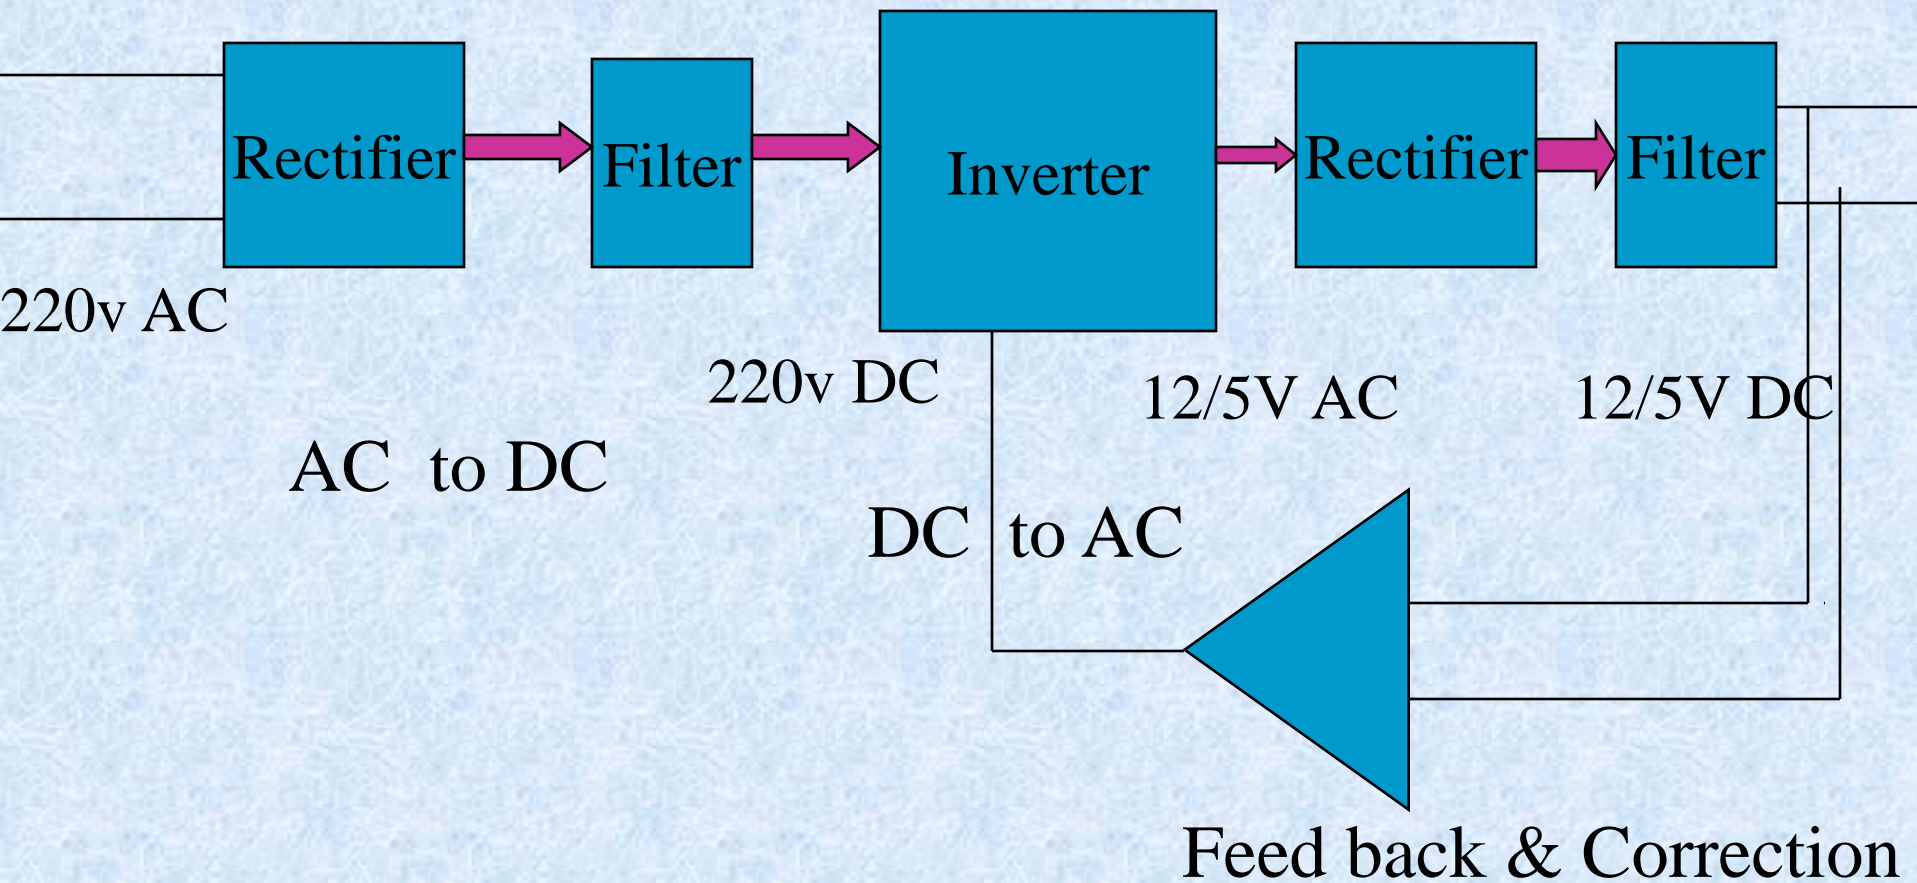 Rectifier
Filter
Inverter
Rectifier
Filter
220v AC
220v DC
12/5V AC
12/5V DC
AC to DC
DC to AC
Feed back & Correction